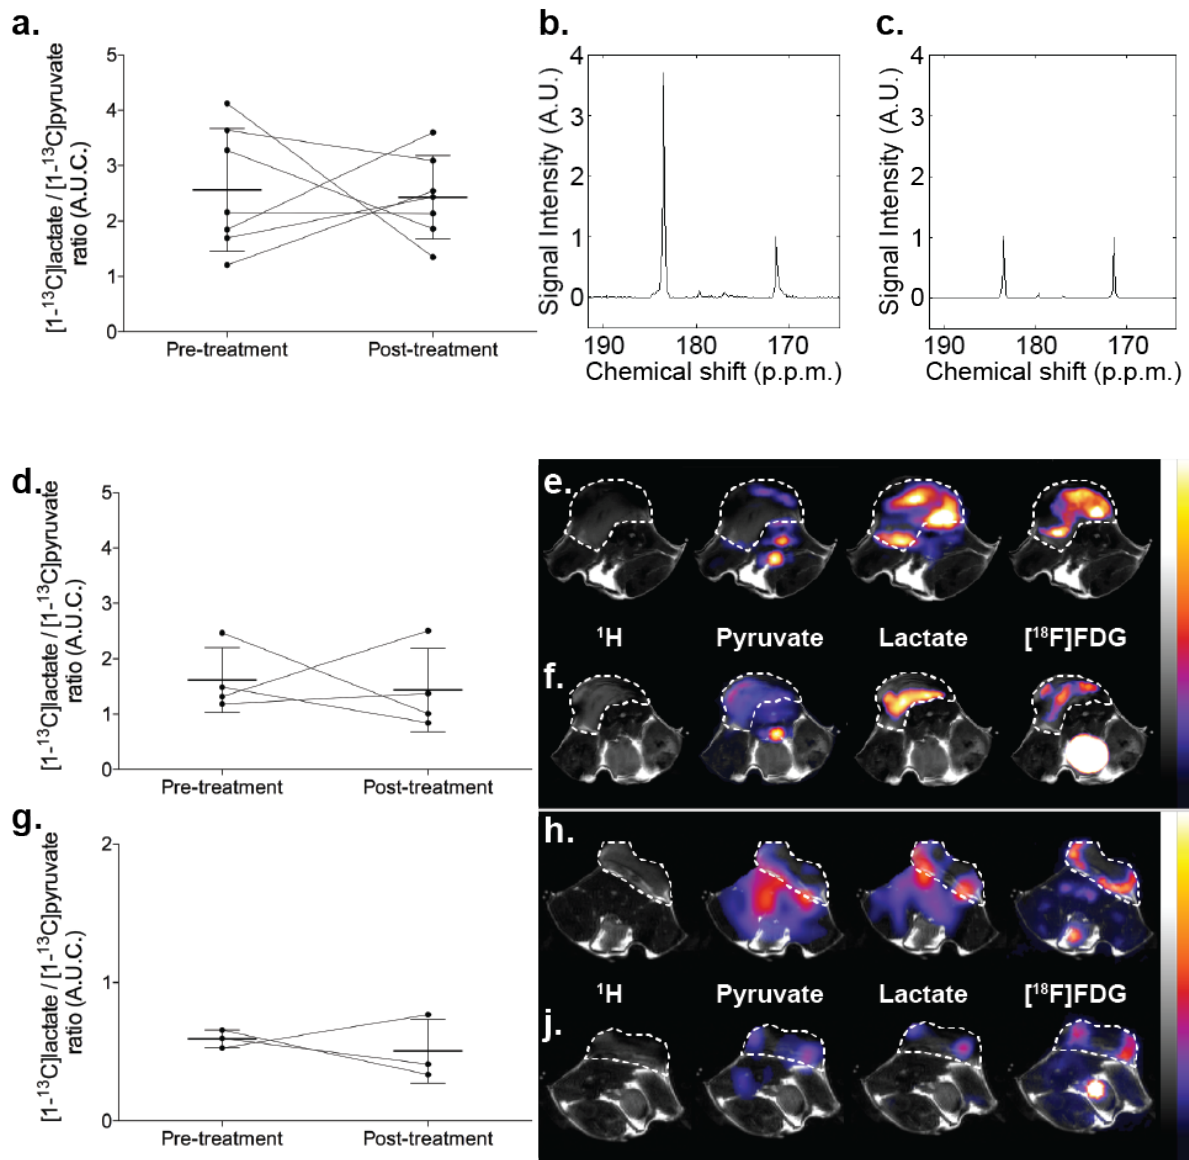 a.
[1-¹³C]lactate / [1-¹³C]pyruvate
ratio (A.U.C.)
5
4
3
2
1
0
Pre-treatment
Post-treatment
b.
Signal Intensity (A.U.)
4
3
2
1
0
190
180
170
Chemical shift (p.p.m.)
c.
Signal Intensity (A.U.)
4
3
2
1
0
190
180
170
Chemical shift (p.p.m.)
d.
[1-¹³C]lactate / [1-¹³C]pyruvate
ratio (A.U.C.)
5
4
3
2
1
0
Pre-treatment
Post-treatment
e.
¹H
Pyruvate
Lactate
[¹⁸F]FDG
f.
g.
[1-¹³C]lactate / [1-¹³C]pyruvate
ratio (A.U.C.)
2
1
0
Pre-treatment
Post-treatment
h.
¹H
Pyruvate
Lactate
[¹⁸F]FDG
j.